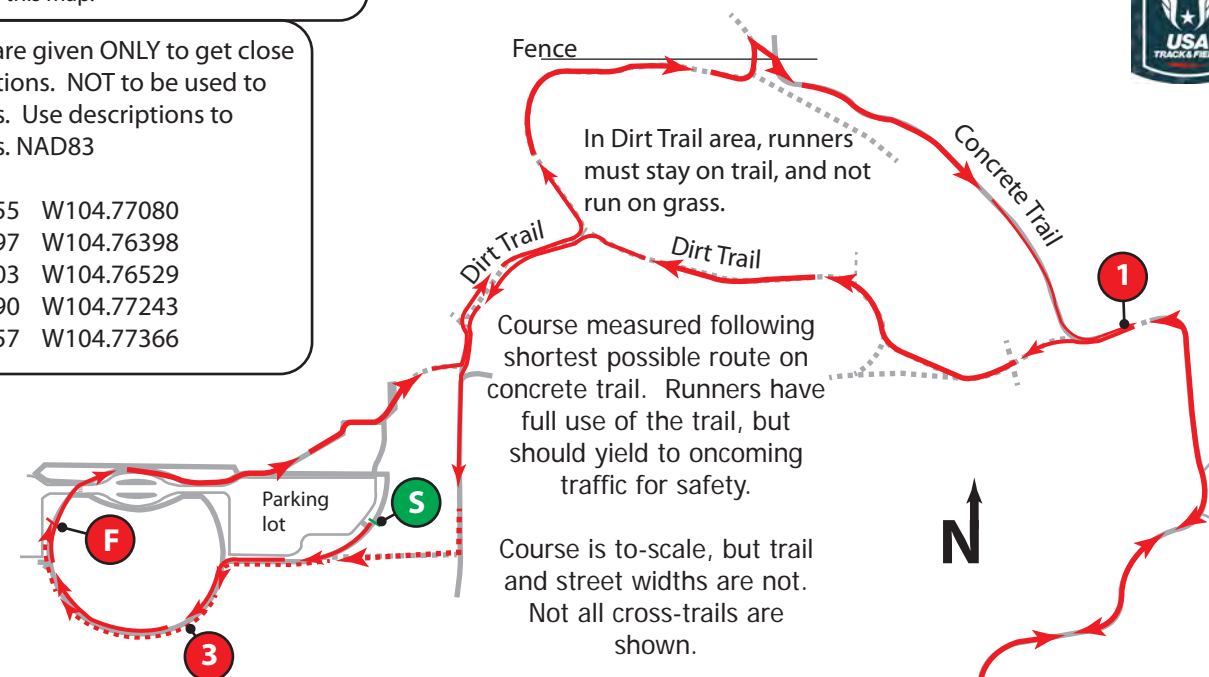 this map.
are given ONLY to get close
tions. NOT to be used to
s. Use descriptions to
s. NAD83
55 W104.77080
97 W104.76398
03 W104.76529
90 W104.77243
57 W104.77366
USA
TRACK & FIE
Fence
In Dirt Trail area, runners
must stay on trail, and not
run on grass.
Concrete Trail
Dirt Trail
Dirt Trail
1
Course measured following
shortest possible route on
concrete trail. Runners have
full use of the trail, but
should yield to oncoming
traffic for safety.
Parking
lot
S
F
N
Course is to-scale, but trail
and street widths are not.
Not all cross-trails are
shown.
3